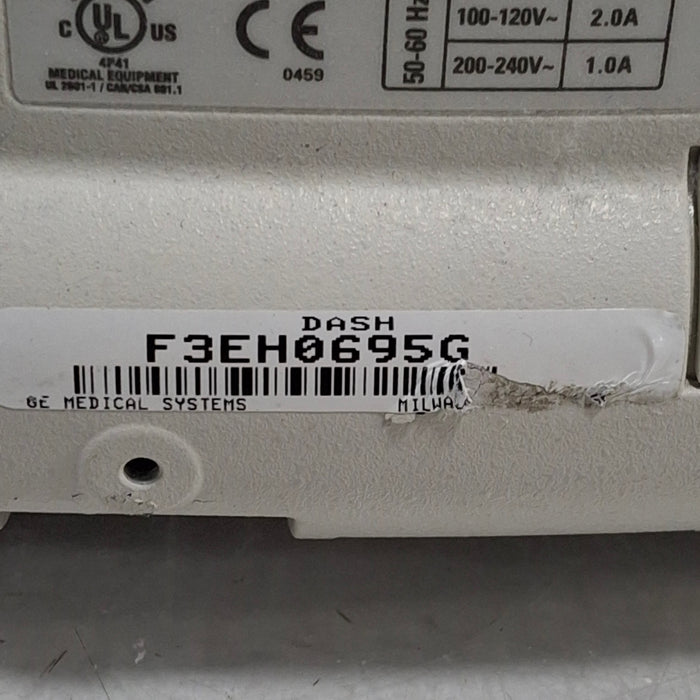 C UL US
4P41
MEDICAL EQUIPMENT
UL 2601-1 / CAN/CSA 601.1
CE
0459
50-60 Hz
100-120V~ 2.0A
200-240V~ 1.0A
DASH
F3EH0695G
GE MEDICAL SYSTEMS